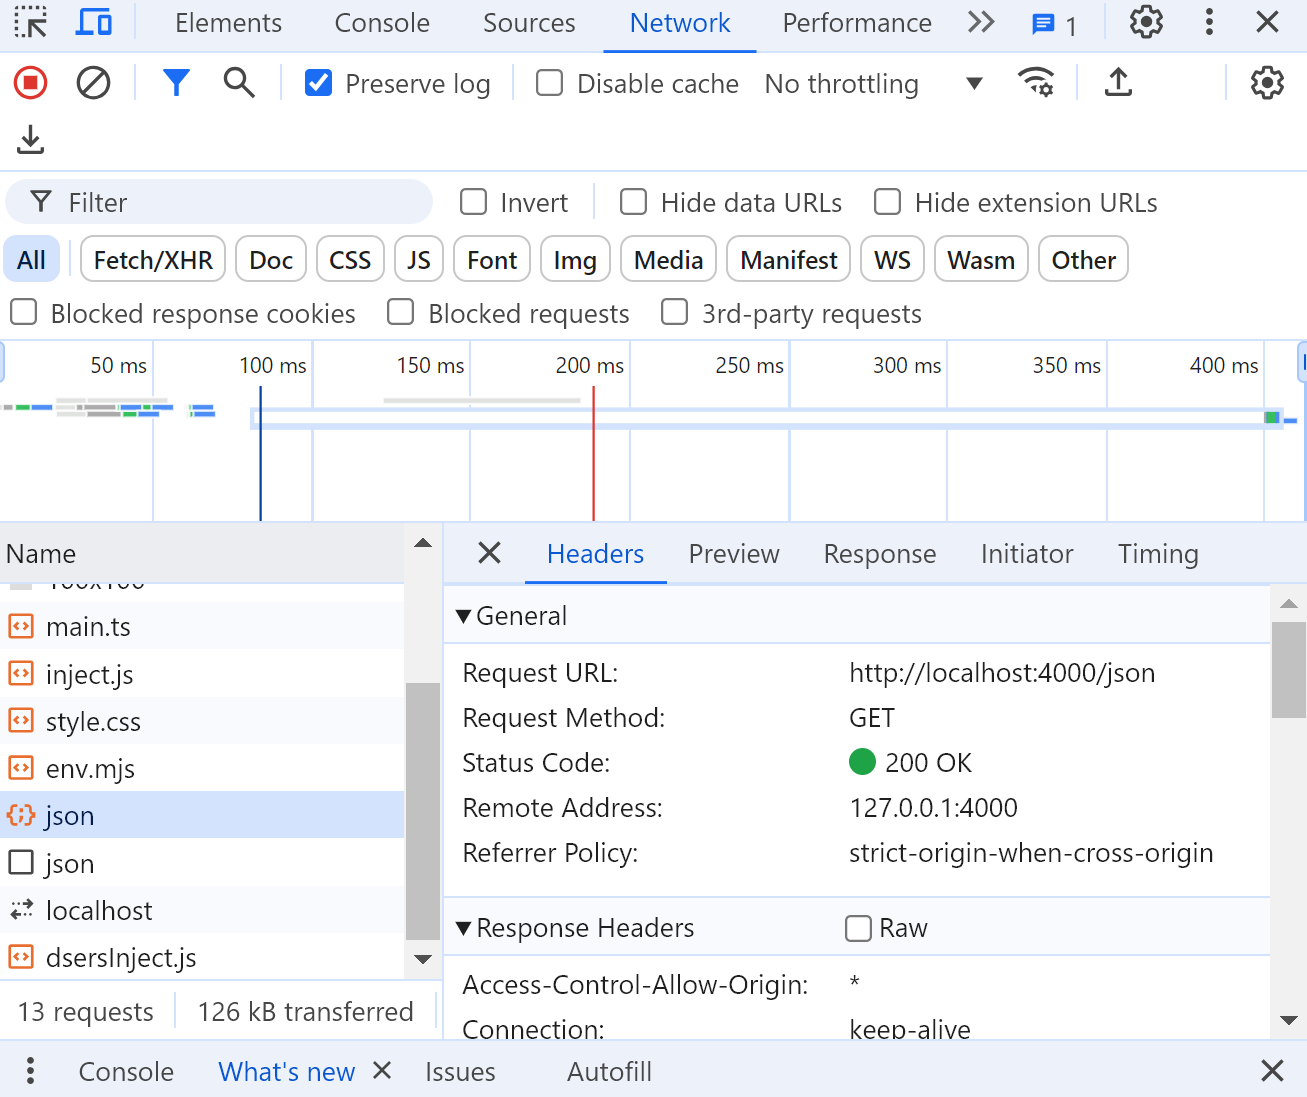 Elements Console Sources Network Performance 1
Preserve log Disable cache No throttling
Filter Invert Hide data URLs Hide extension URLs
All Fetch/XHR Doc CSS JS Font Img Media Manifest WS Wasm Other
Blocked response cookies Blocked requests 3rd-party requests
50 ms 100 ms 150 ms 200 ms 250 ms 300 ms 350 ms 400 ms
Name
main.ts
inject.js
style.css
env.mjs
json
json
localhost
dsersInject.js
13 requests 126 kB transferred
Headers Preview Response Initiator Timing
General
Request URL: http://localhost:4000/json
Request Method: GET
Status Code: 200 OK
Remote Address: 127.0.0.1:4000
Referrer Policy: strict-origin-when-cross-origin
Response Headers Raw
Access-Control-Allow-Origin: *
Connection: keep-alive
Console What's new Issues Autofill